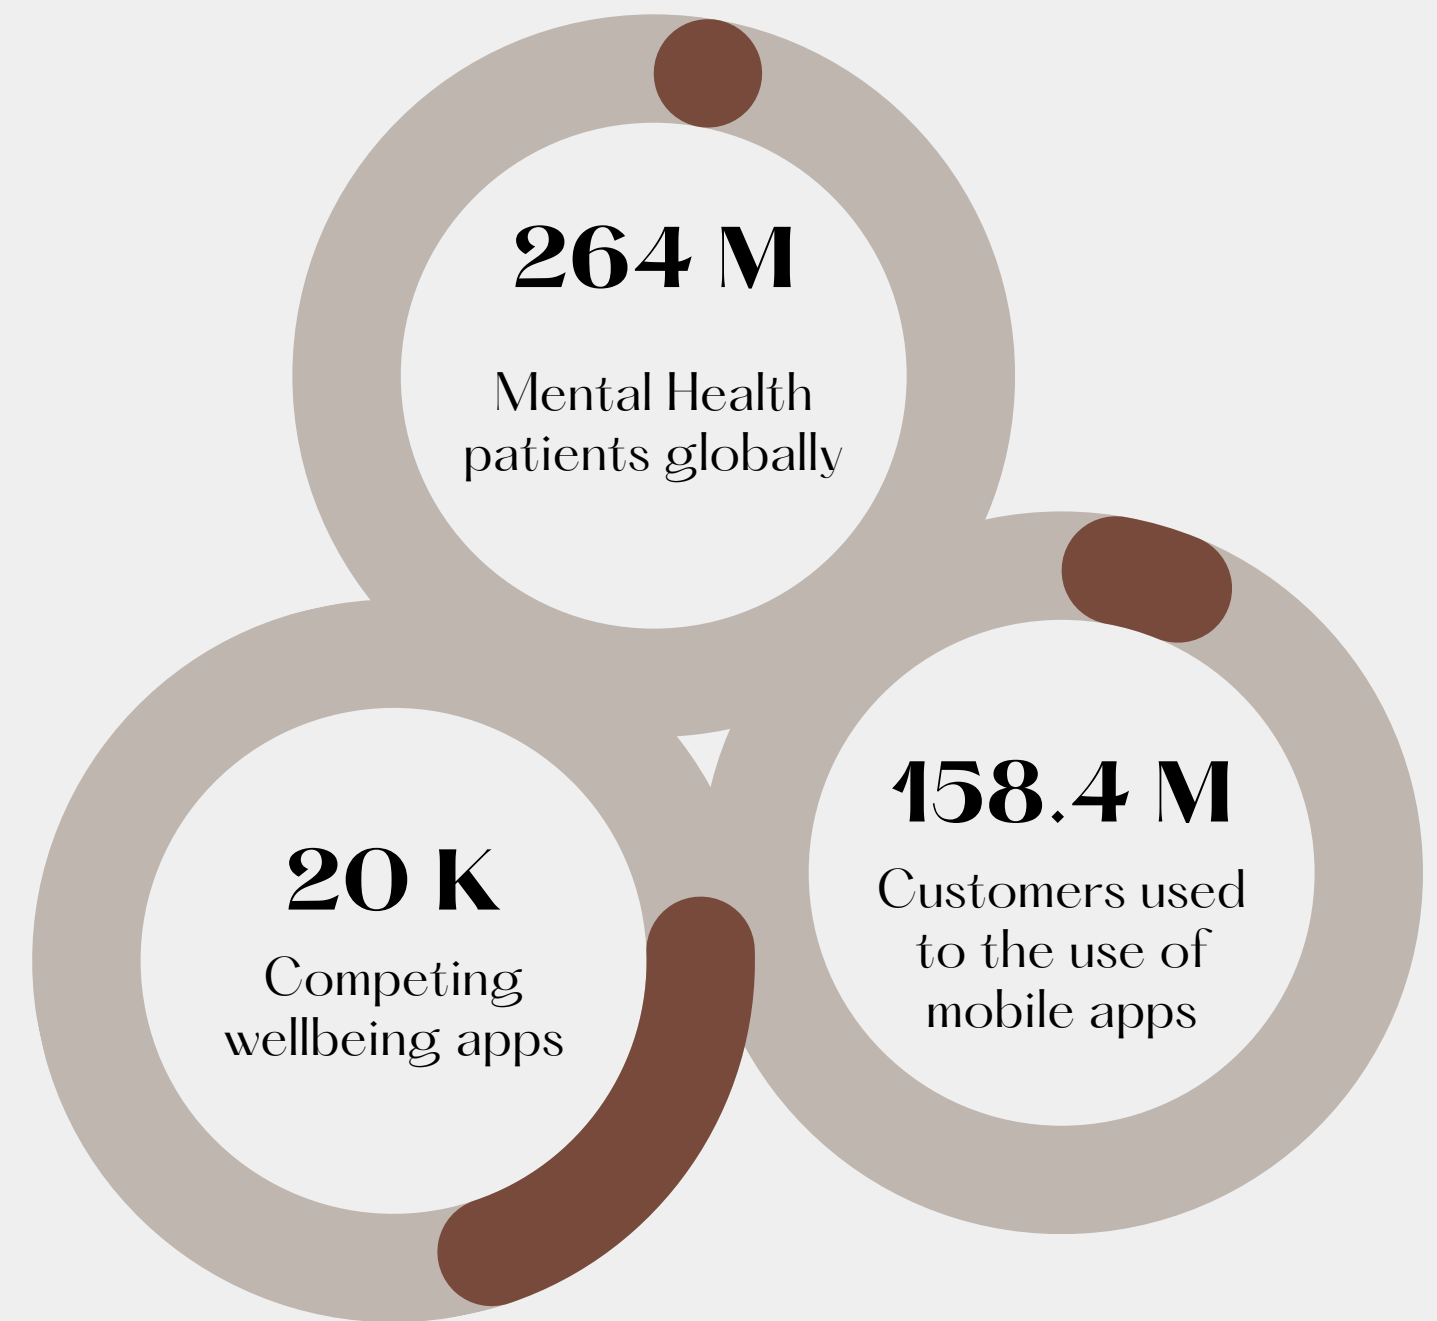 264 M
Mental Health
patients globally
158.4 M
Customers used
to the use of
mobile apps
20 K
Competing
wellbeing apps